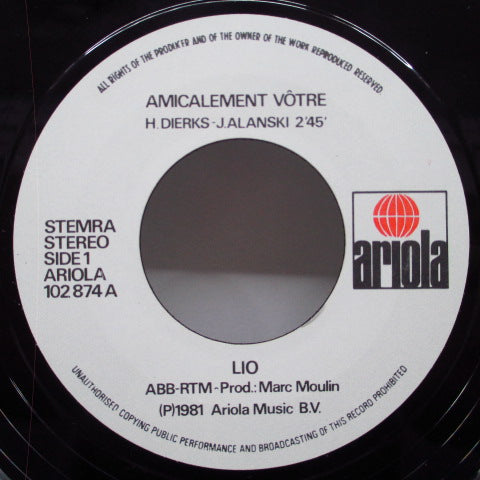 ALL RIGHTS OF THE PRODUCER AND OF THE OWNER OF THE WORK REPRODUCED RESERVED
AMICALEMENT VÔTRE
H. DIERKS-J. ALANSKI 2'45'
STEMRA
STEREO
SIDE 1
ARIOLA
102 874 A
ariola
LIO
ABB-RTM-Prod.: Marc Moulin
(P)1981 Ariola Music B.V.
UNAUTHORISED COPYING PUBLIC PERFORMANCE AND BROADCASTING OF THIS RECORD PROHIBITED